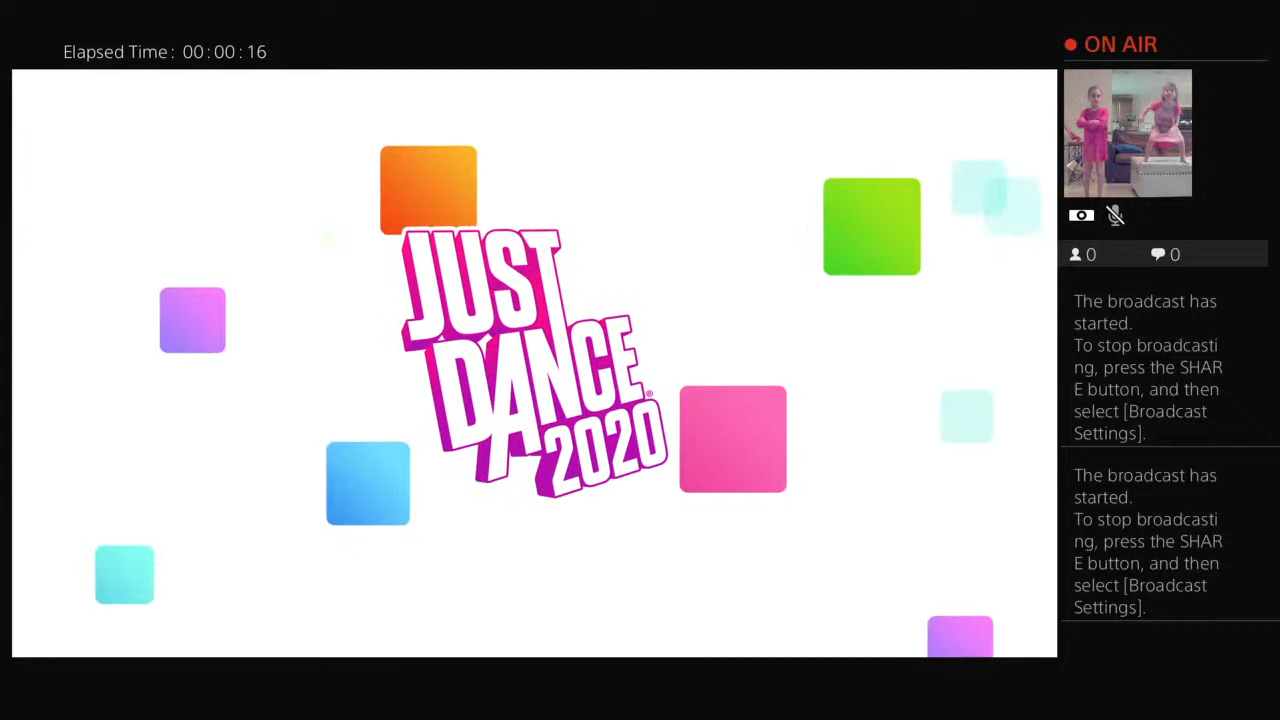 Elapsed Time: 00:00:16
ON AIR
JUST
DANCE®
2020
0 0
The broadcast has
started.
To stop broadcasti
ng, press the SHAR
E button, and then
select [Broadcast
Settings].
The broadcast has
started.
To stop broadcasti
ng, press the SHAR
E button, and then
select [Broadcast
Settings].